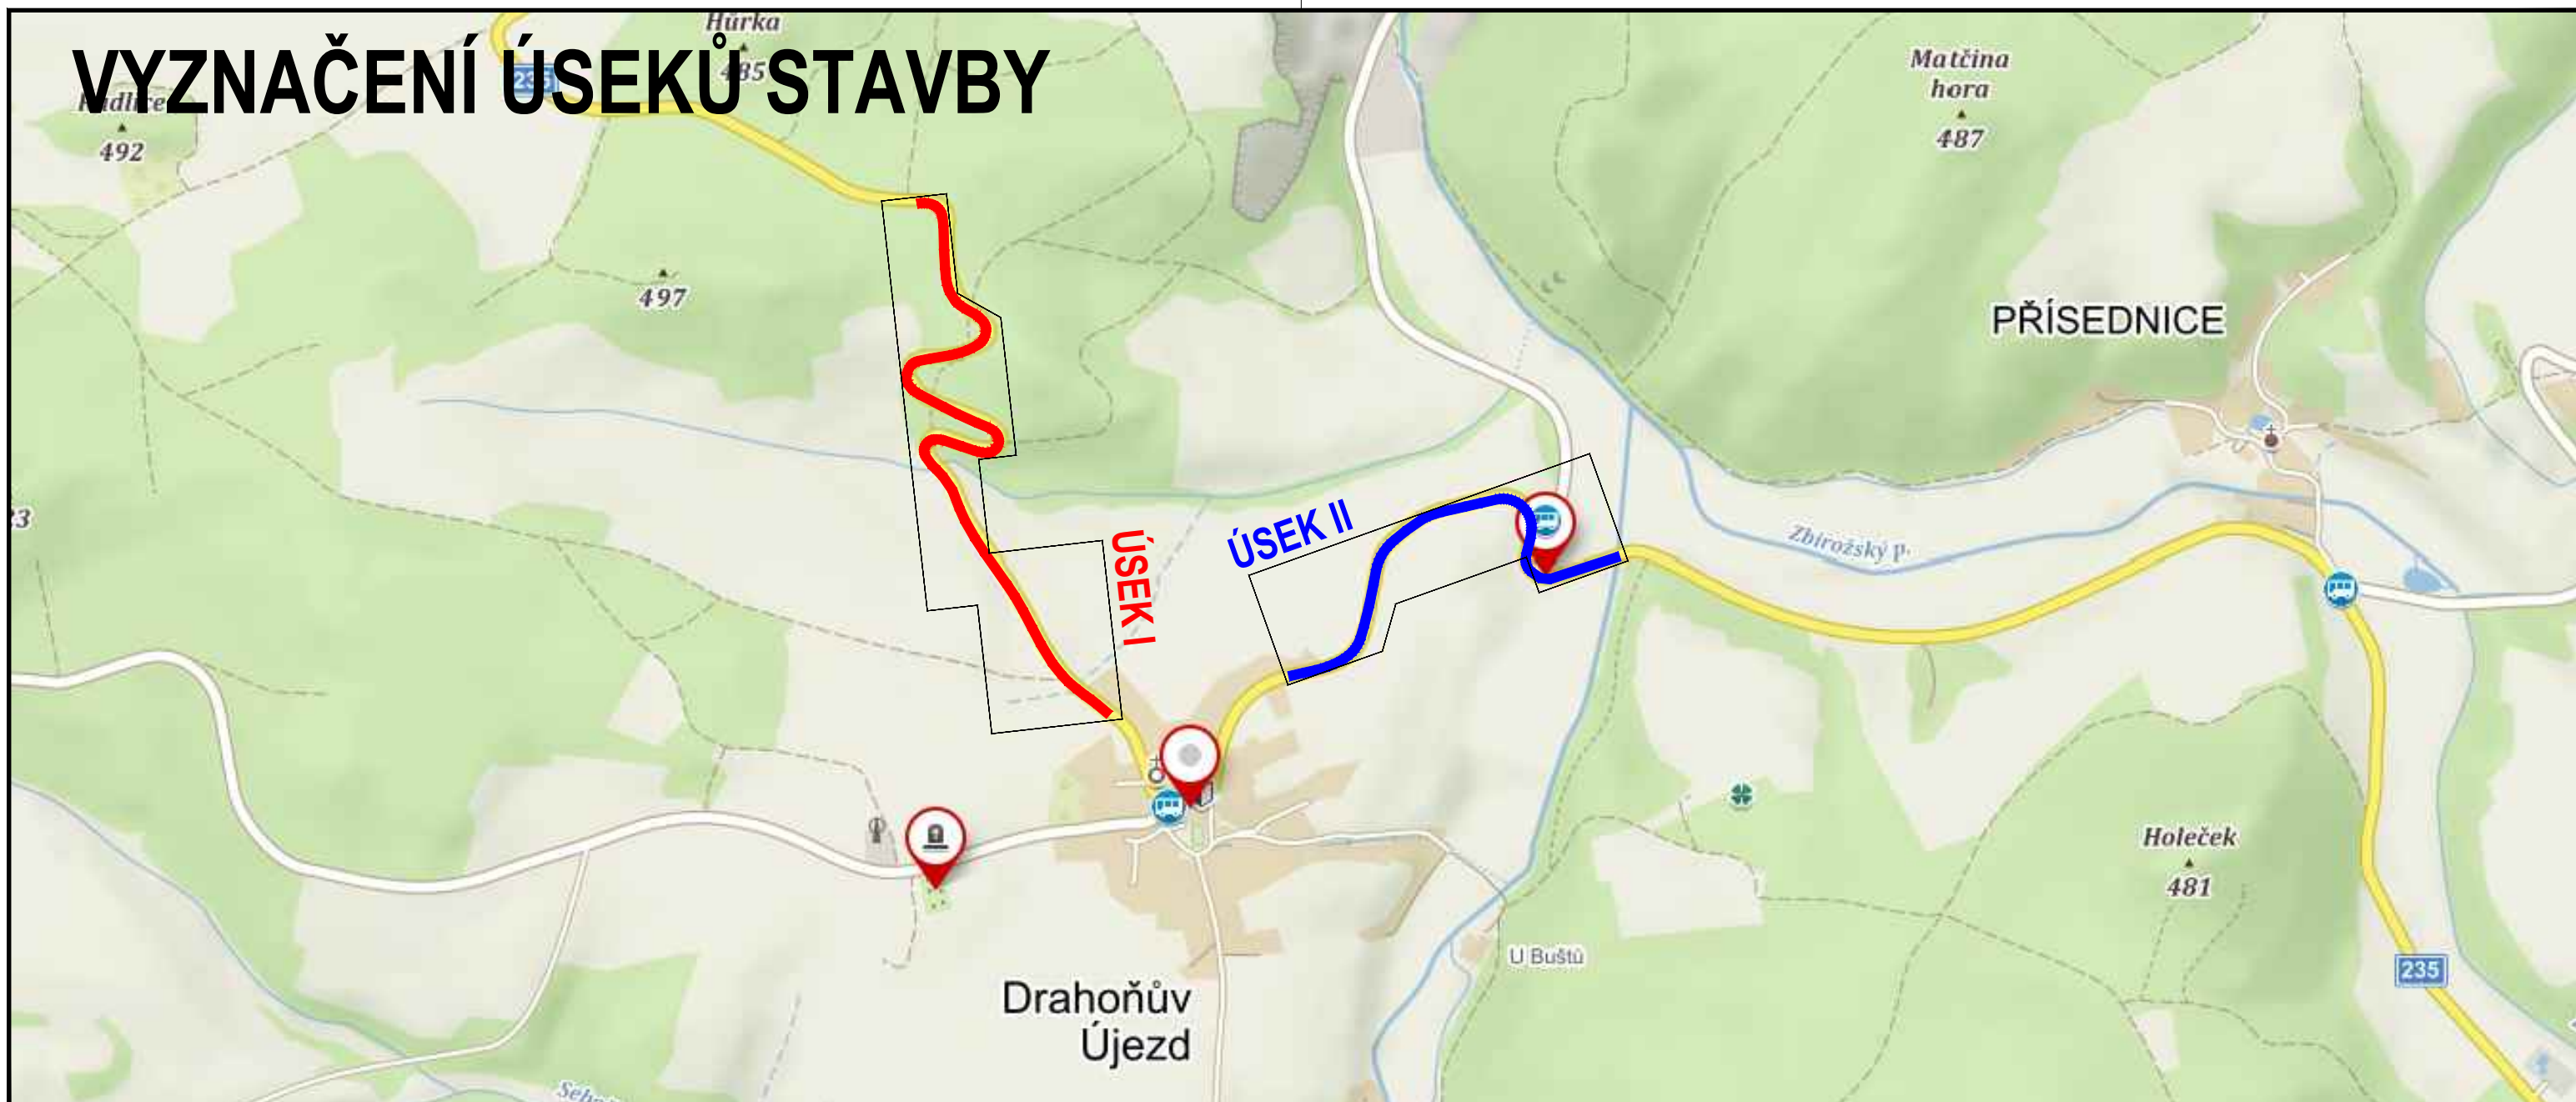 Hůrka
VYZNAČENÍ ÚSEKŮ STAVBY
235
485
492
Matčina
hora
487
497
PŘÍSEDNICE
ÚSEK I
ÚSEK II
Zbirožský p.
Holeček
481
U Buštů
235
Drahoňův
Újezd